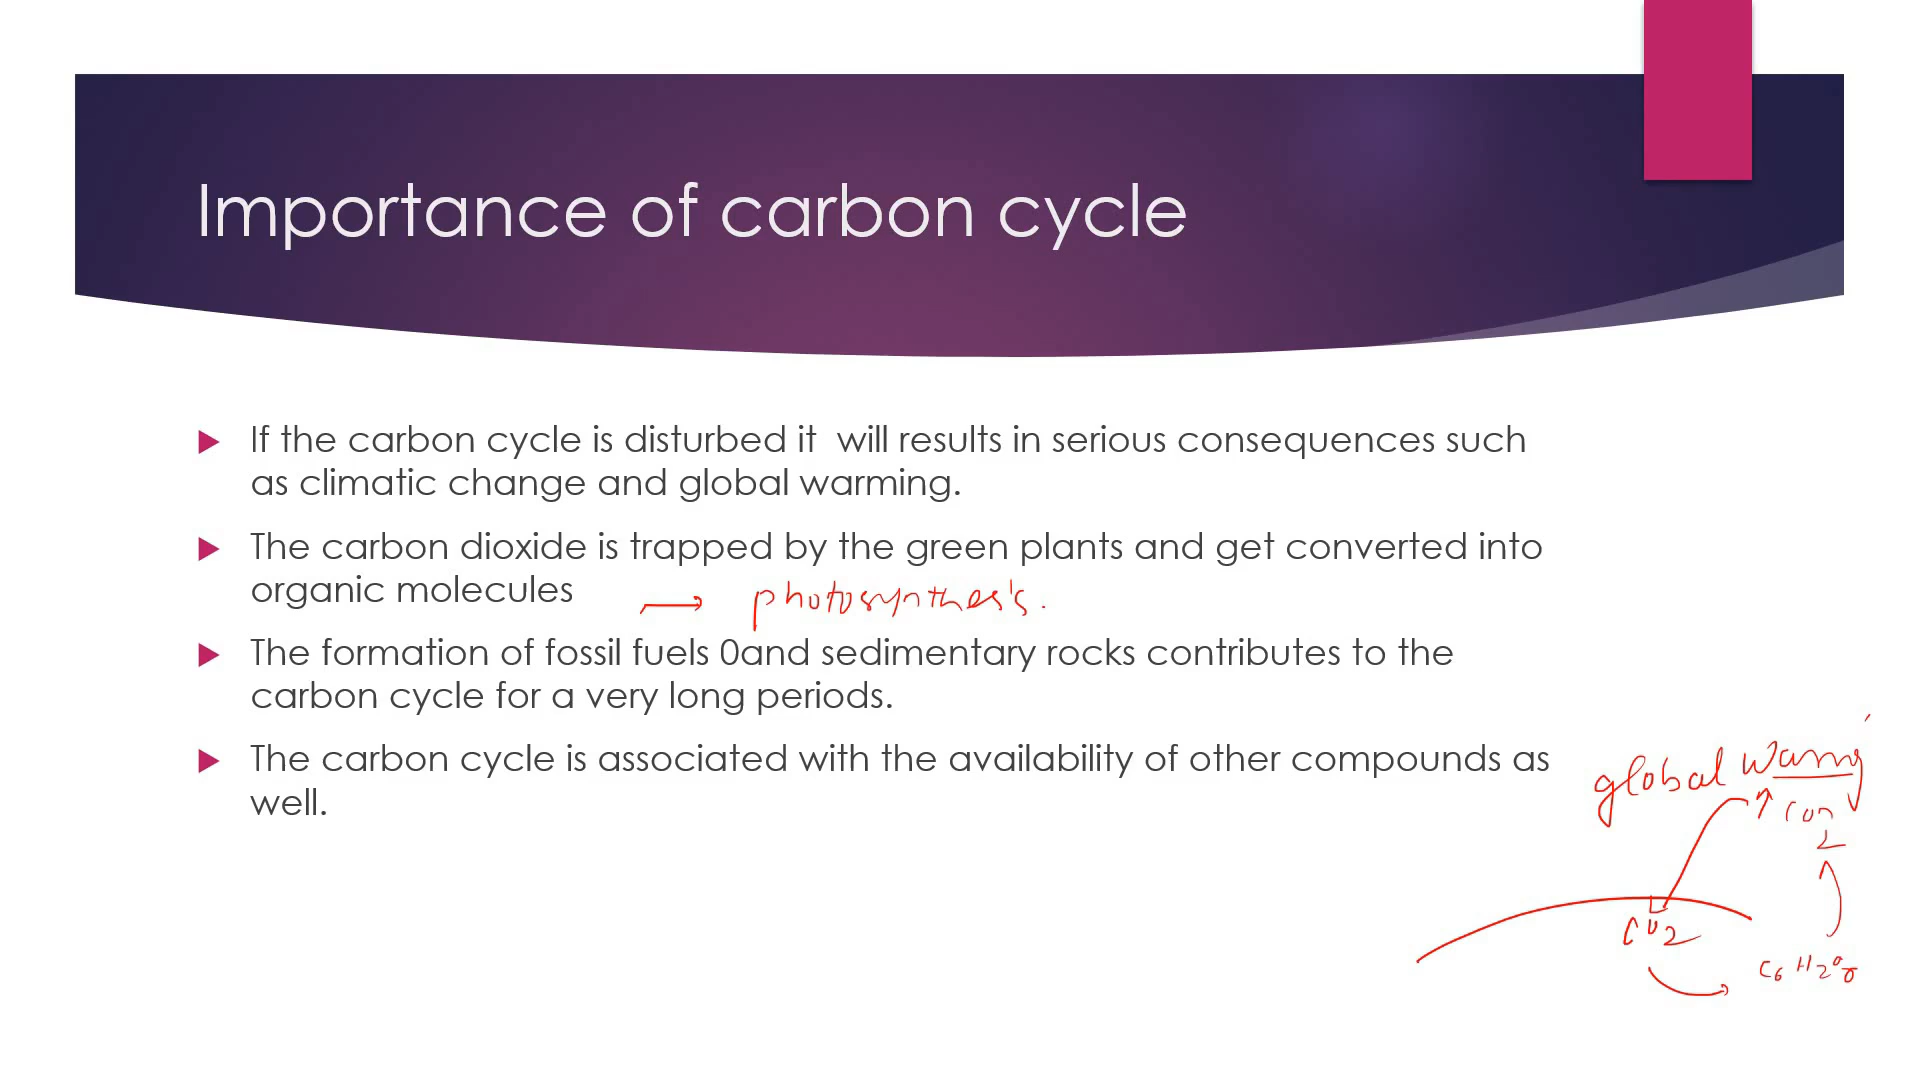 Importance of carbon cycle
If the carbon cycle is disturbed it  will results in serious consequences such
as climatic change and global warming.
The carbon dioxide is trapped by the green plants and get converted into
organic molecules
→ photosynthesis.
The formation of fossil fuels 0and sedimentary rocks contributes to the
carbon cycle for a very long periods.
The carbon cycle is associated with the availability of other compounds as
well.
global
CO2